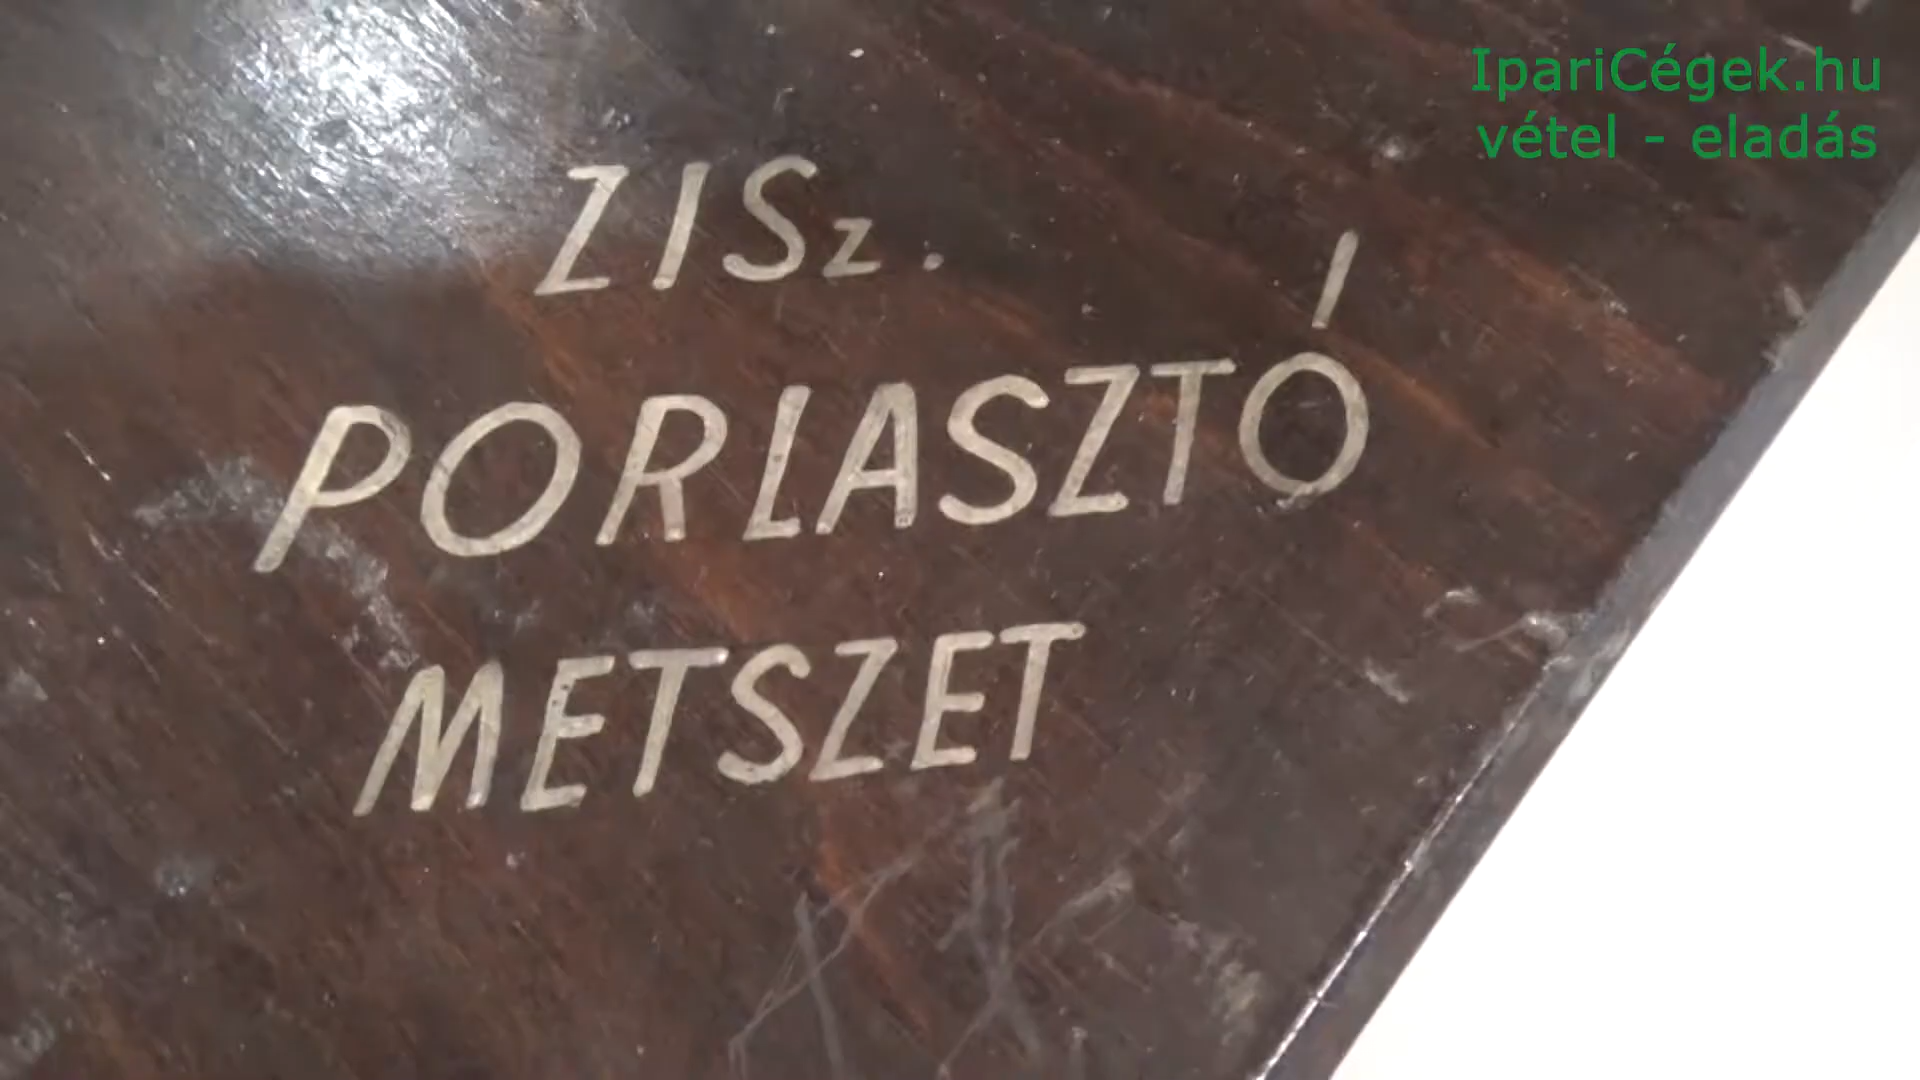 IpariCégek.hu
vétel - eladás
ZISz.
PORLASZTÓ
METSZET